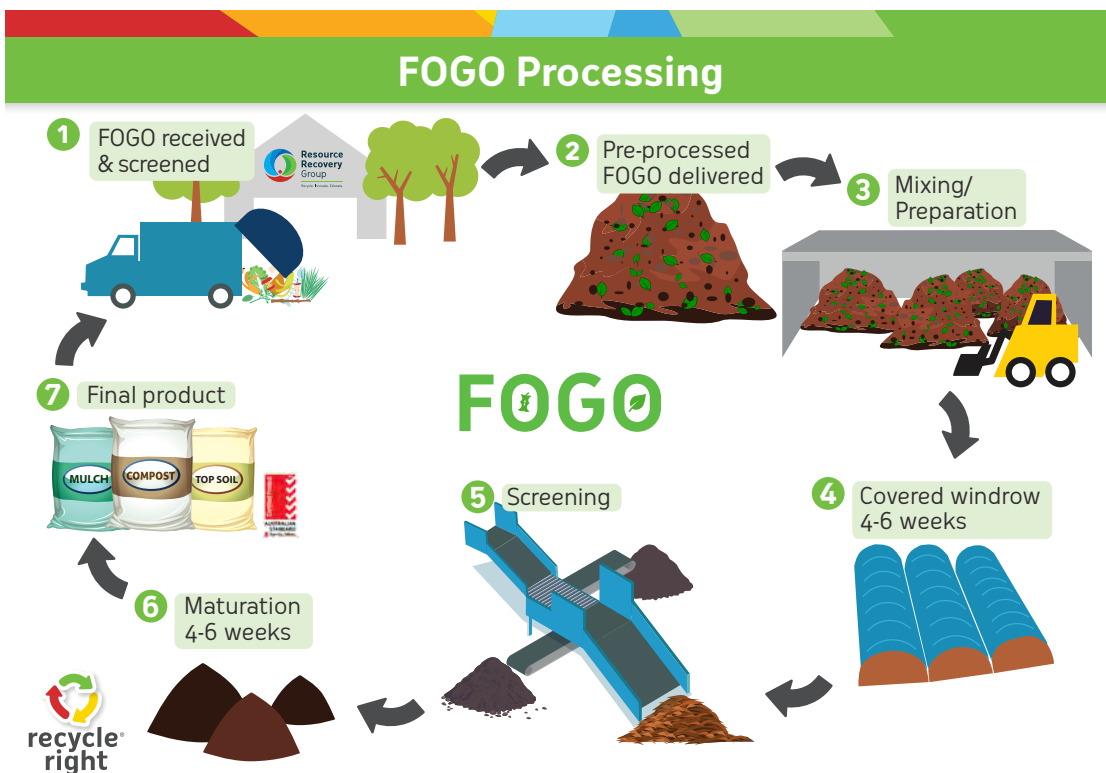 FOGO Processing
1
FOGO received
& screened
Resource
Recovery
Group
2
Pre-processed
FOGO delivered
3
Mixing/
Preparation
7
Final product
MULCH
COMPOST
TOP SOIL
AUSTRALIAN
STANDARD
FOGO
5
Screening
4
Covered windrow
4-6 weeks
6
Maturation
4-6 weeks
recycle®
right